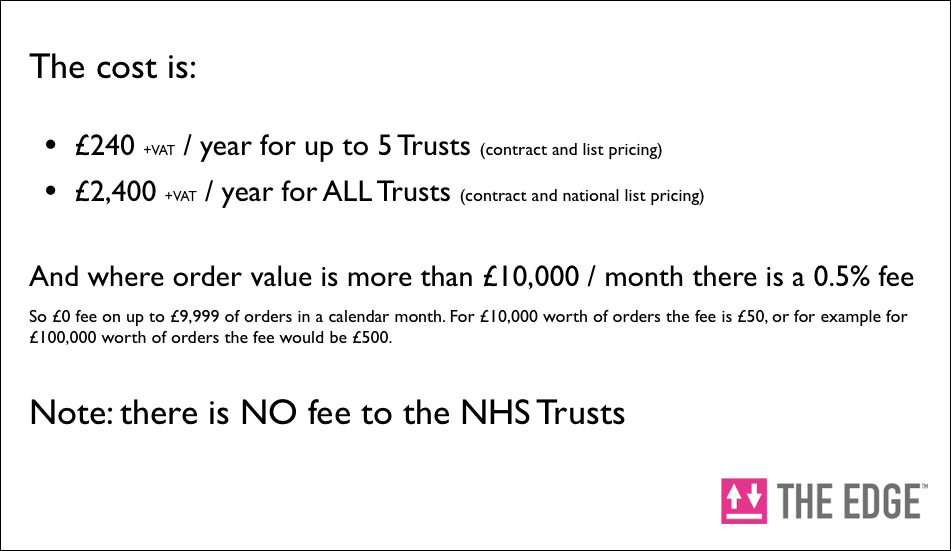 The cost is:
• £240 +VAT / year for up to 5 Trusts (contract and list pricing)
• £2,400 +VAT / year for ALL Trusts (contract and national list pricing)
And where order value is more than £10,000 / month there is a 0.5% fee
So £0 fee on up to £9,999 of orders in a calendar month. For £10,000 worth of orders the fee is £50, or for example for
£100,000 worth of orders the fee would be £500.
Note: there is NO fee to the NHS Trusts
THE EDGE™